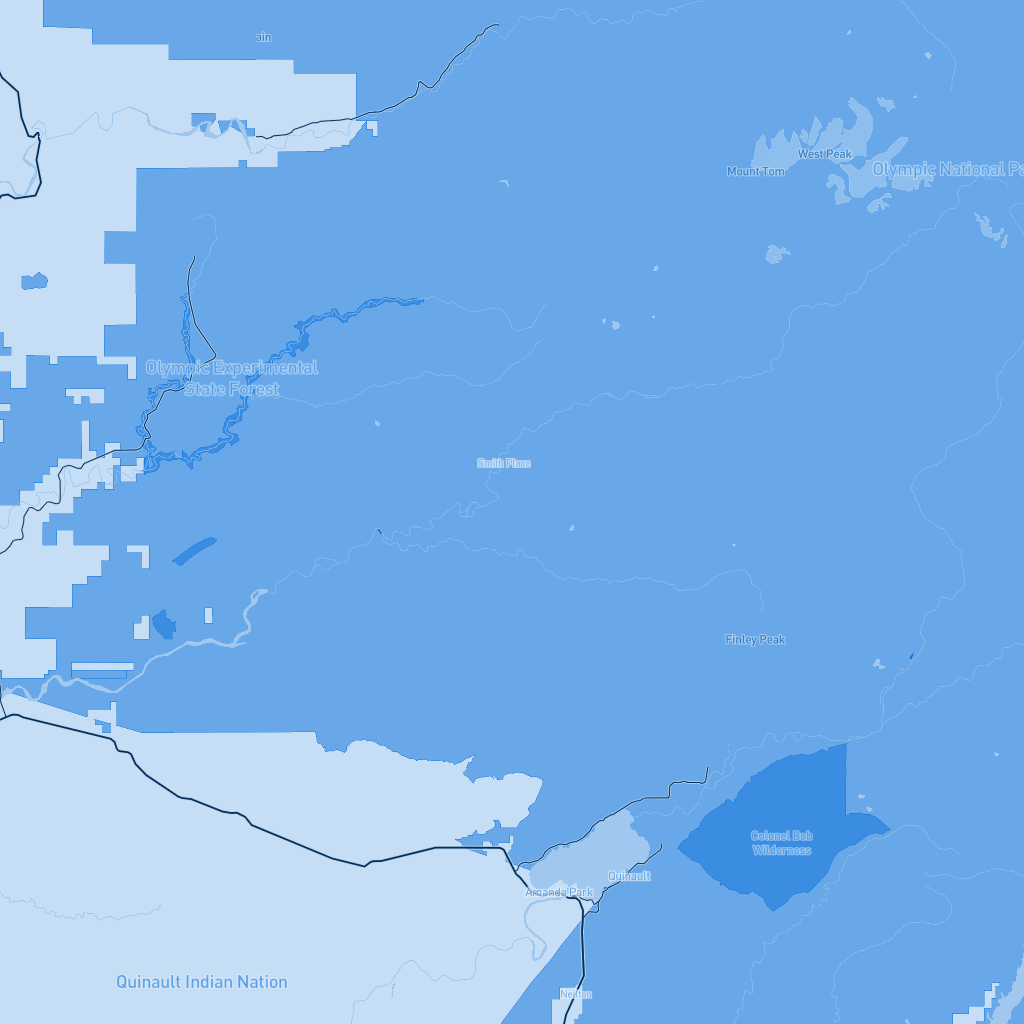 ain
West Peak
Mount Tom
Olympic National Pa
Olympic Experimental
State Forest
Smith Place
Finley Peak
Colonel Bob
Wilderness
Quinault
Amanda Park
Quinault Indian Nation
Neilton